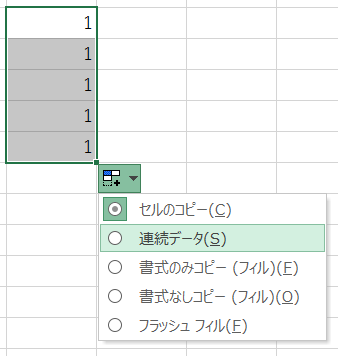 1
1
1
1
1
セルのコピー(C)
連続データ(S)
書式のみコピー (フィル)(F)
書式なしコピー (フィル)(O)
フラッシュ フィル(F)